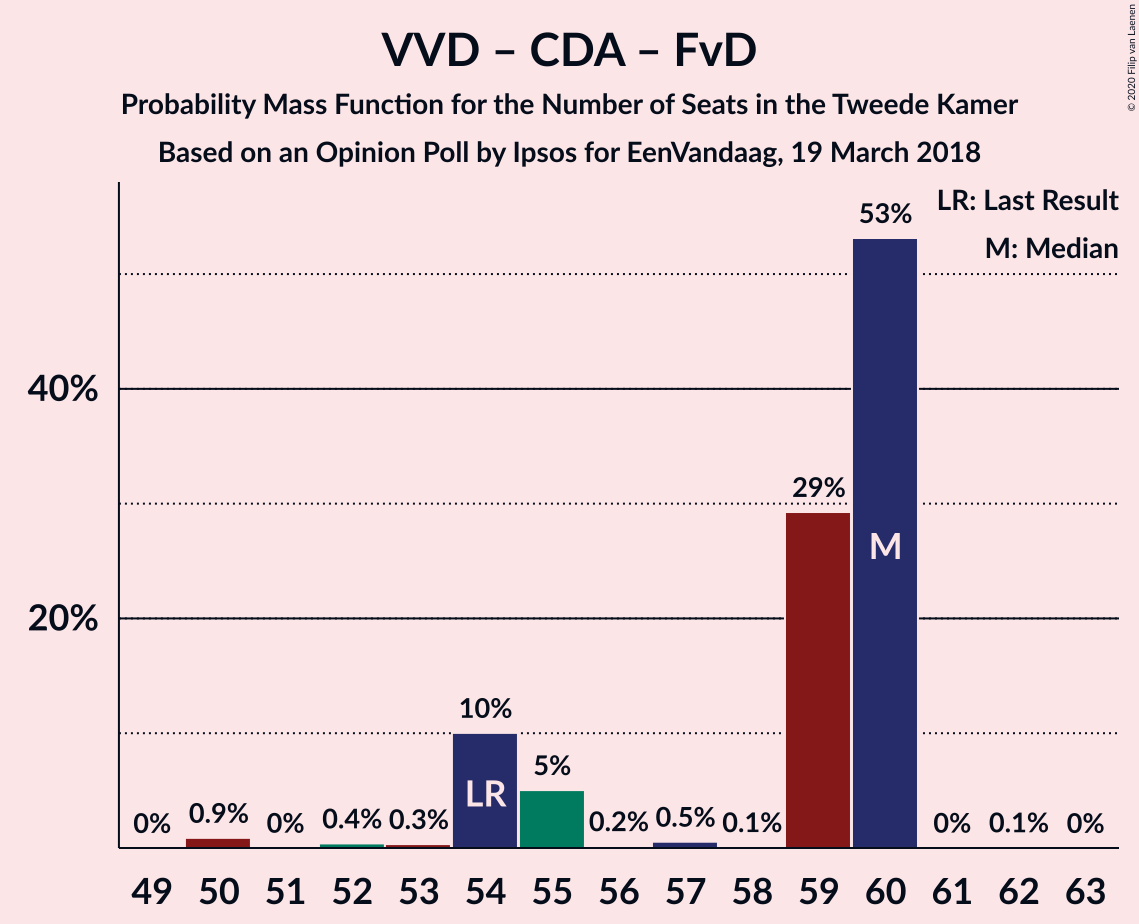 VVD – CDA – FvD
Probability Mass Function for the Number of Seats in the Tweede Kamer
Based on an Opinion Poll by Ipsos for EenVandaag, 19 March 2018
© 2020 Filip van Laenen
LR: Last Result
M: Median
40%
20%
0% 0.9% 0% 0.4% 0.3% 10% 5% 0.2% 0.5% 0.1% 29% 53% 0% 0.1% 0%
LR
M
49 50 51 52 53 54 55 56 57 58 59 60 61 62 63